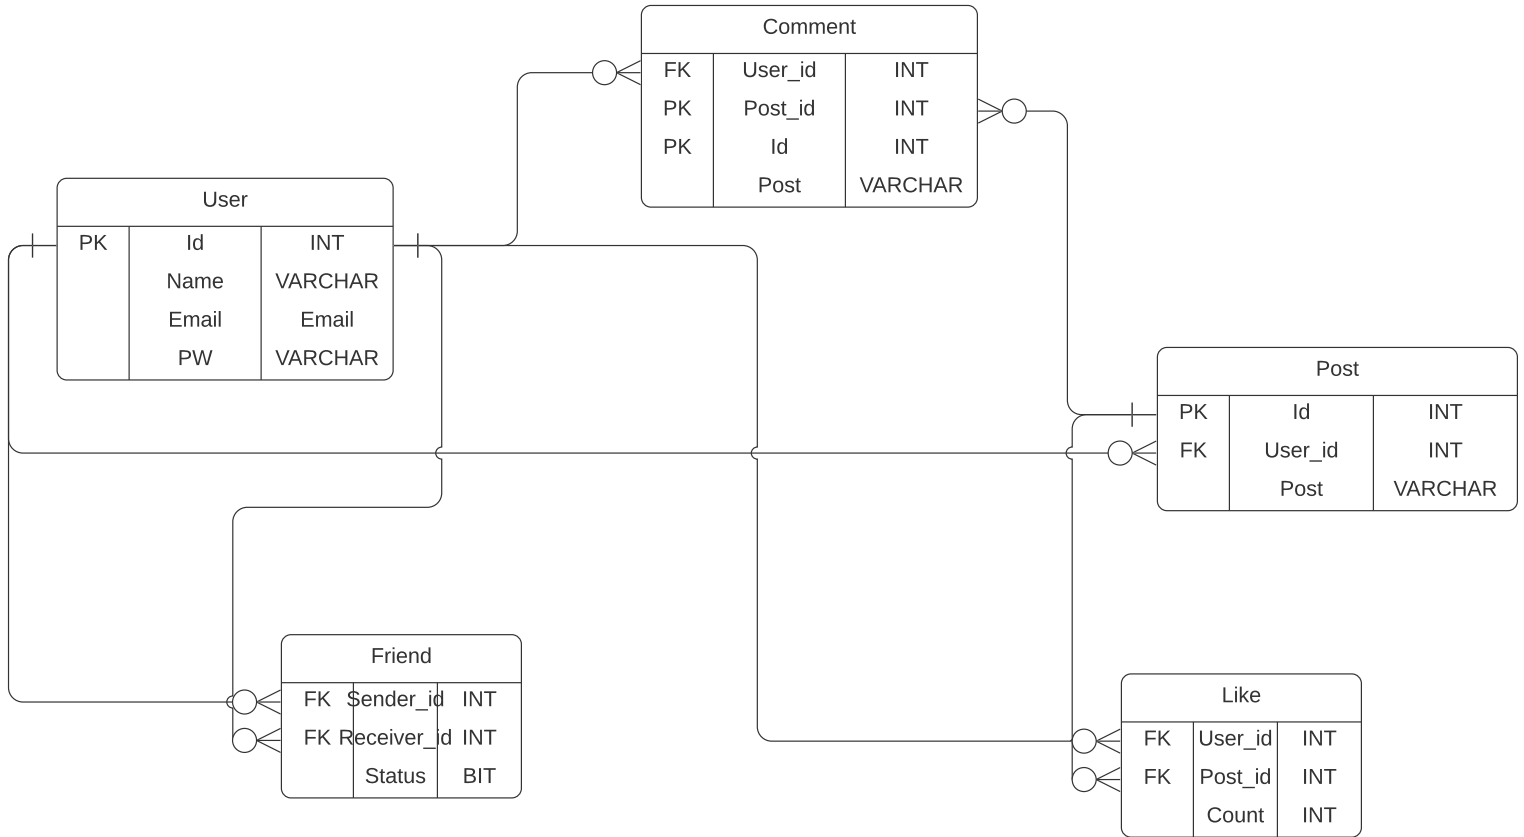 Comment
FK User_id INT
PK Post_id INT
PK Id INT
Post VARCHAR
User
PK Id INT
Name VARCHAR
Email Email
PW VARCHAR
Post
PK Id INT
FK User_id INT
Post VARCHAR
Friend
FK Sender_id INT
FK Receiver_id INT
Status BIT
Like
FK User_id INT
FK Post_id INT
Count INT